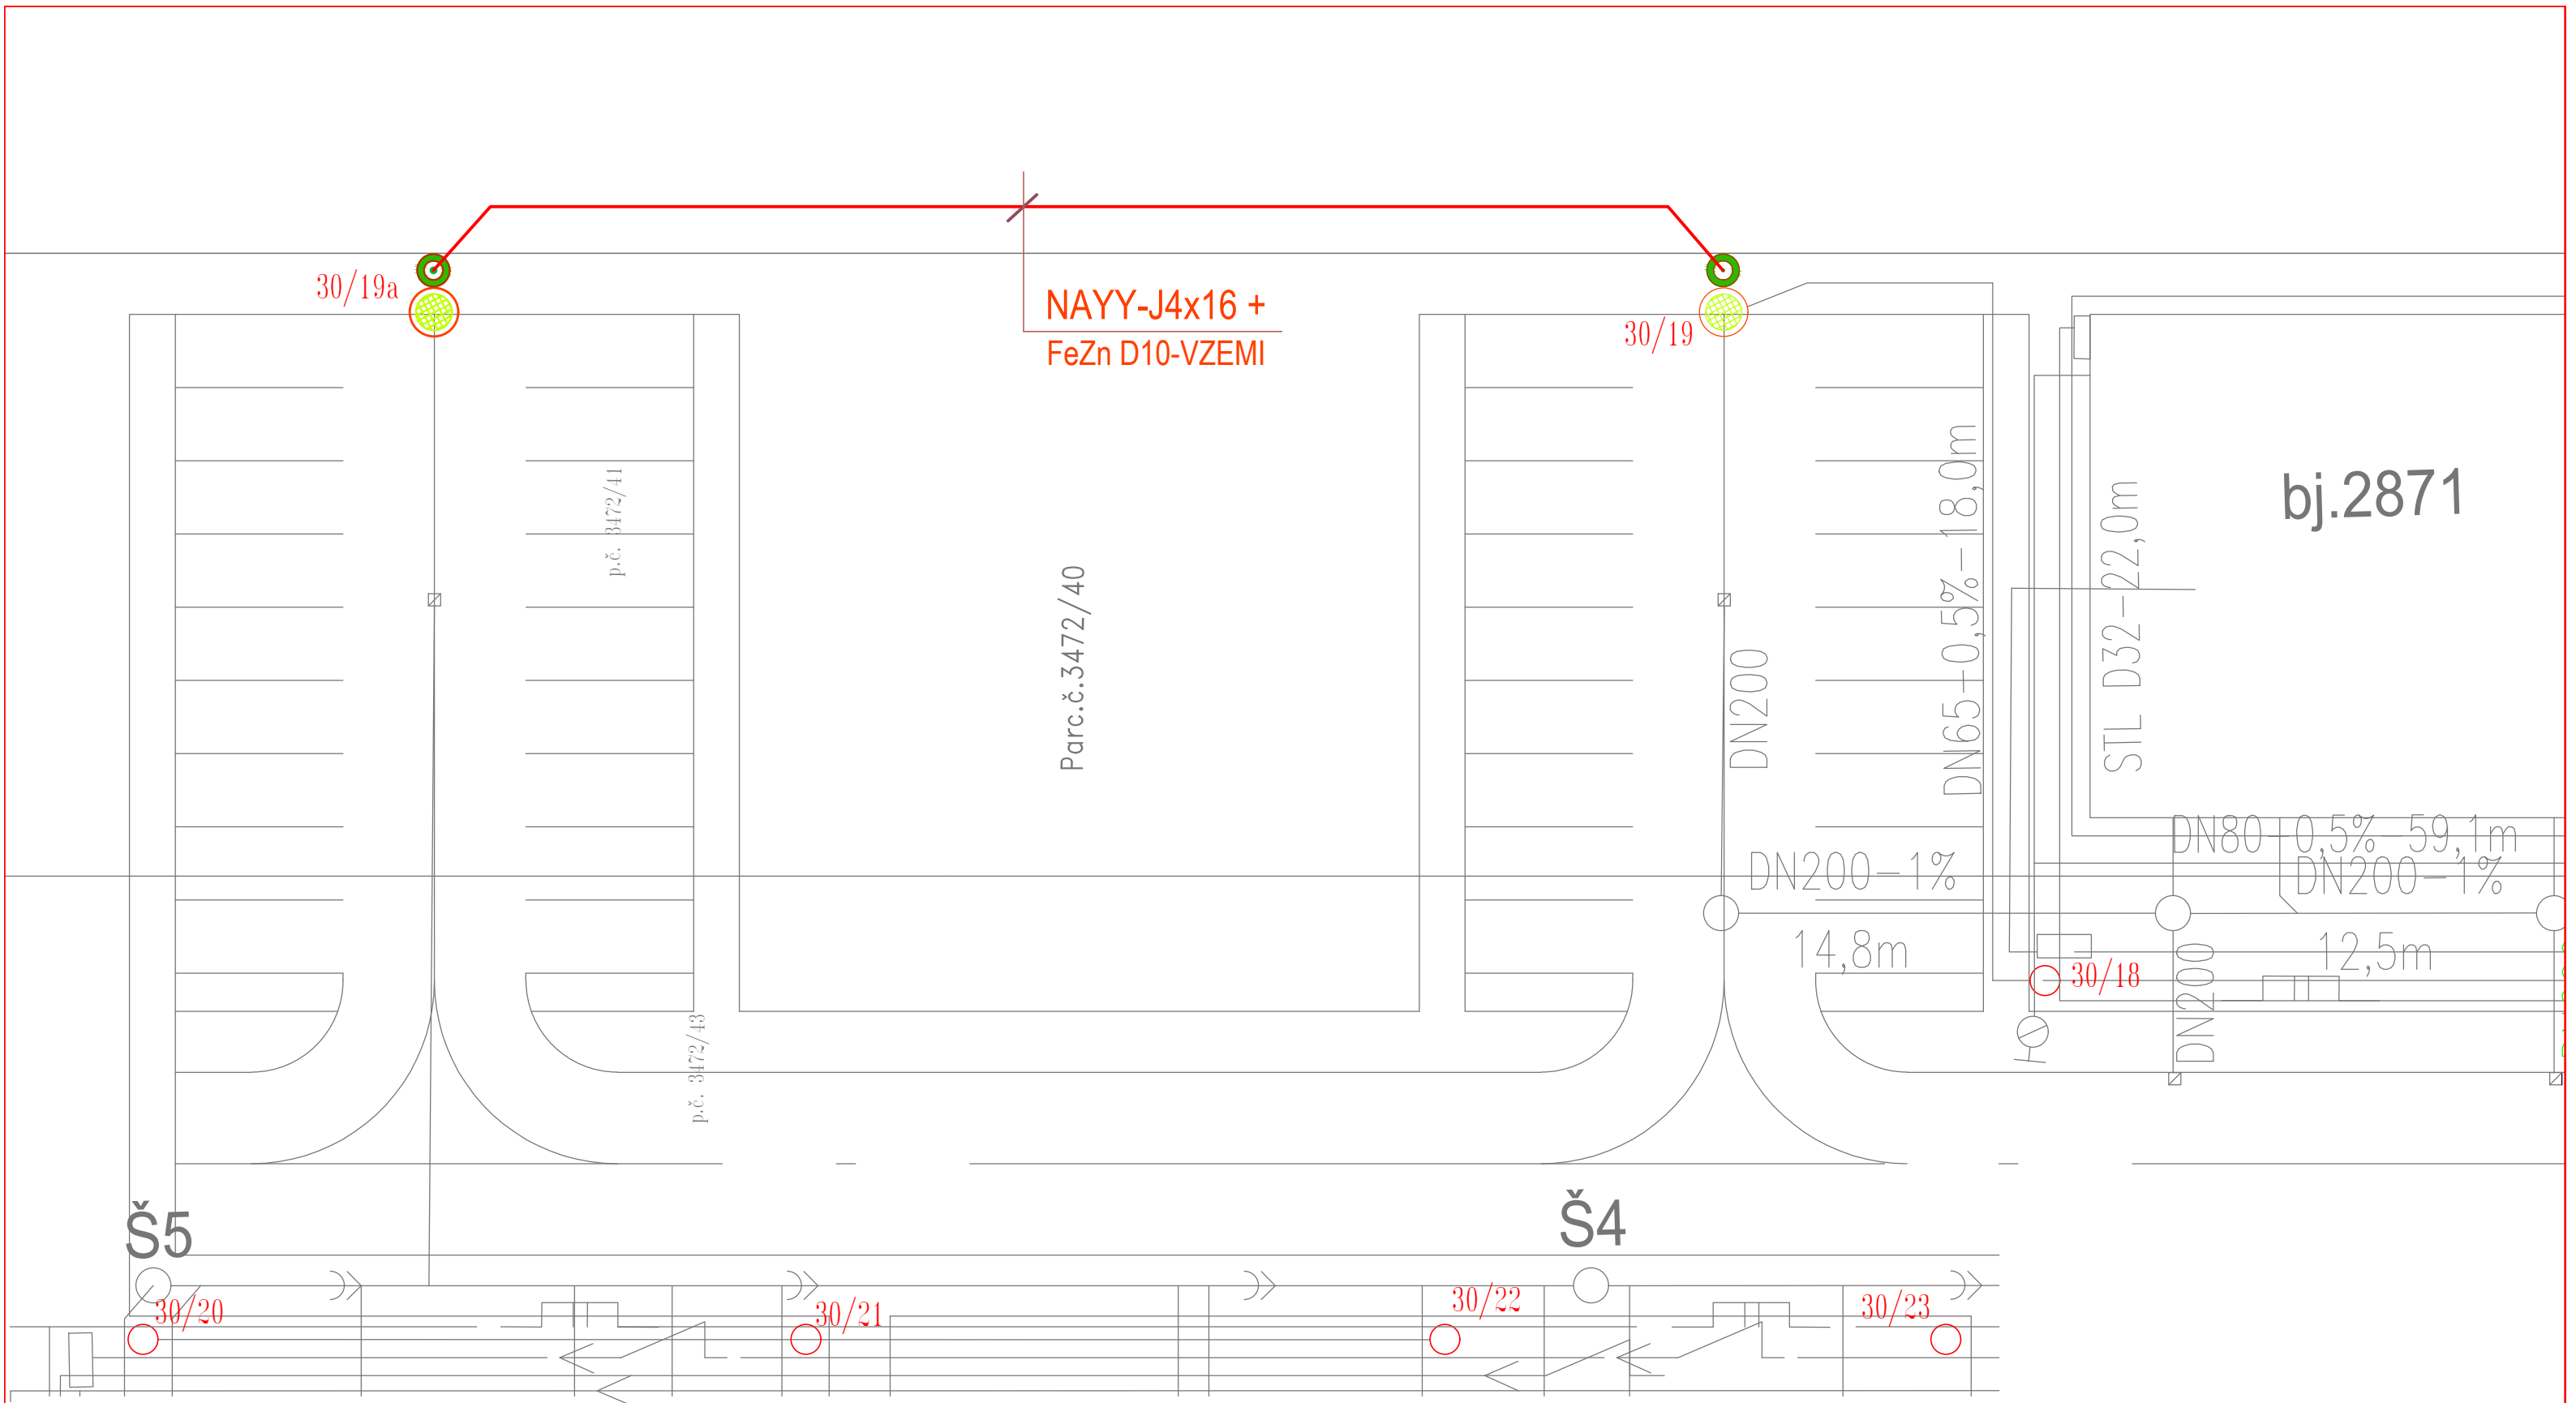 30/19a
NAYY-J4x16 +
FeZn D10-VZEMI
30/19
p.č. 3472/41
Parc.č.3472/40
DN200
DN65-0,5%-18,0m
STL D32-22,0m
bj.2871
DN80-0,5%-59,1m
DN200-1%
DN200-1%
14,8m
12,5m
30/18
DN200
p.č. 3472/43
Š5
Š4
30/20
30/21
30/22
30/23